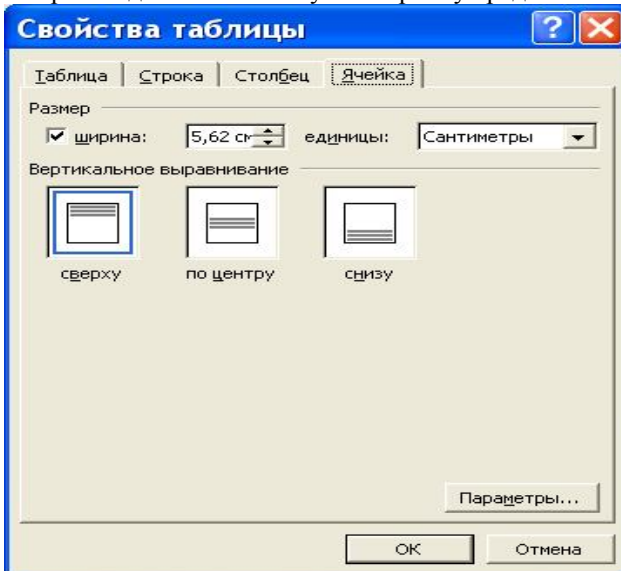 Свойства таблицы
Таблица Строка Столбец Ячейка
Размер
ширина: 5,62 см единицы: Сантиметры
Вертикальное выравнивание
сверху по центру снизу
Параметры...
ОК Отмена